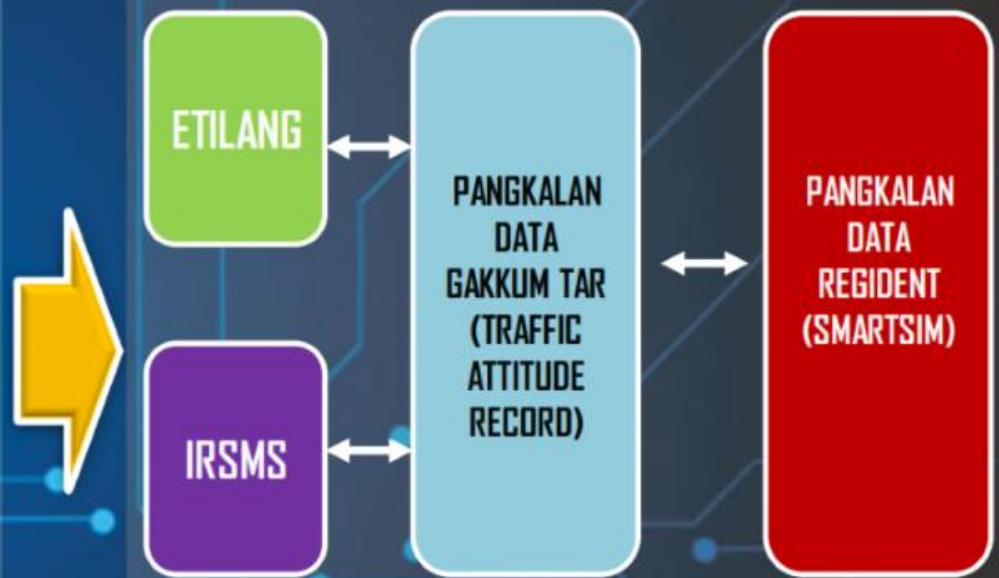 ETILANG
IRSMS
PANGKALAN
DATA
GAKKUM TAR
(TRAFFIC
ATTITUDE
RECORD)
PANGKALAN
DATA
REGIDENT
(SMARTSIM)